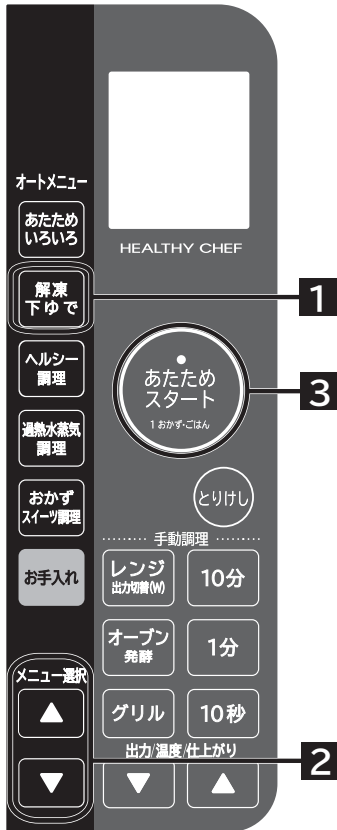 オートメニュー
あたため
いろいろ
解凍
下ゆで
ヘルシー
調理
過熱水蒸気
調理
おかず
スイーツ調理
お手入れ
メニュー選択
▲
▼
HEALTHY CHEF
あたため
スタート
1 おかず・ごはん
とりけし
手動調理
レンジ
出力切替(W)
10分
オーブン
発酵
1分
グリル
10秒
出力/温度/仕上がり
▼ ▲
1
3
2